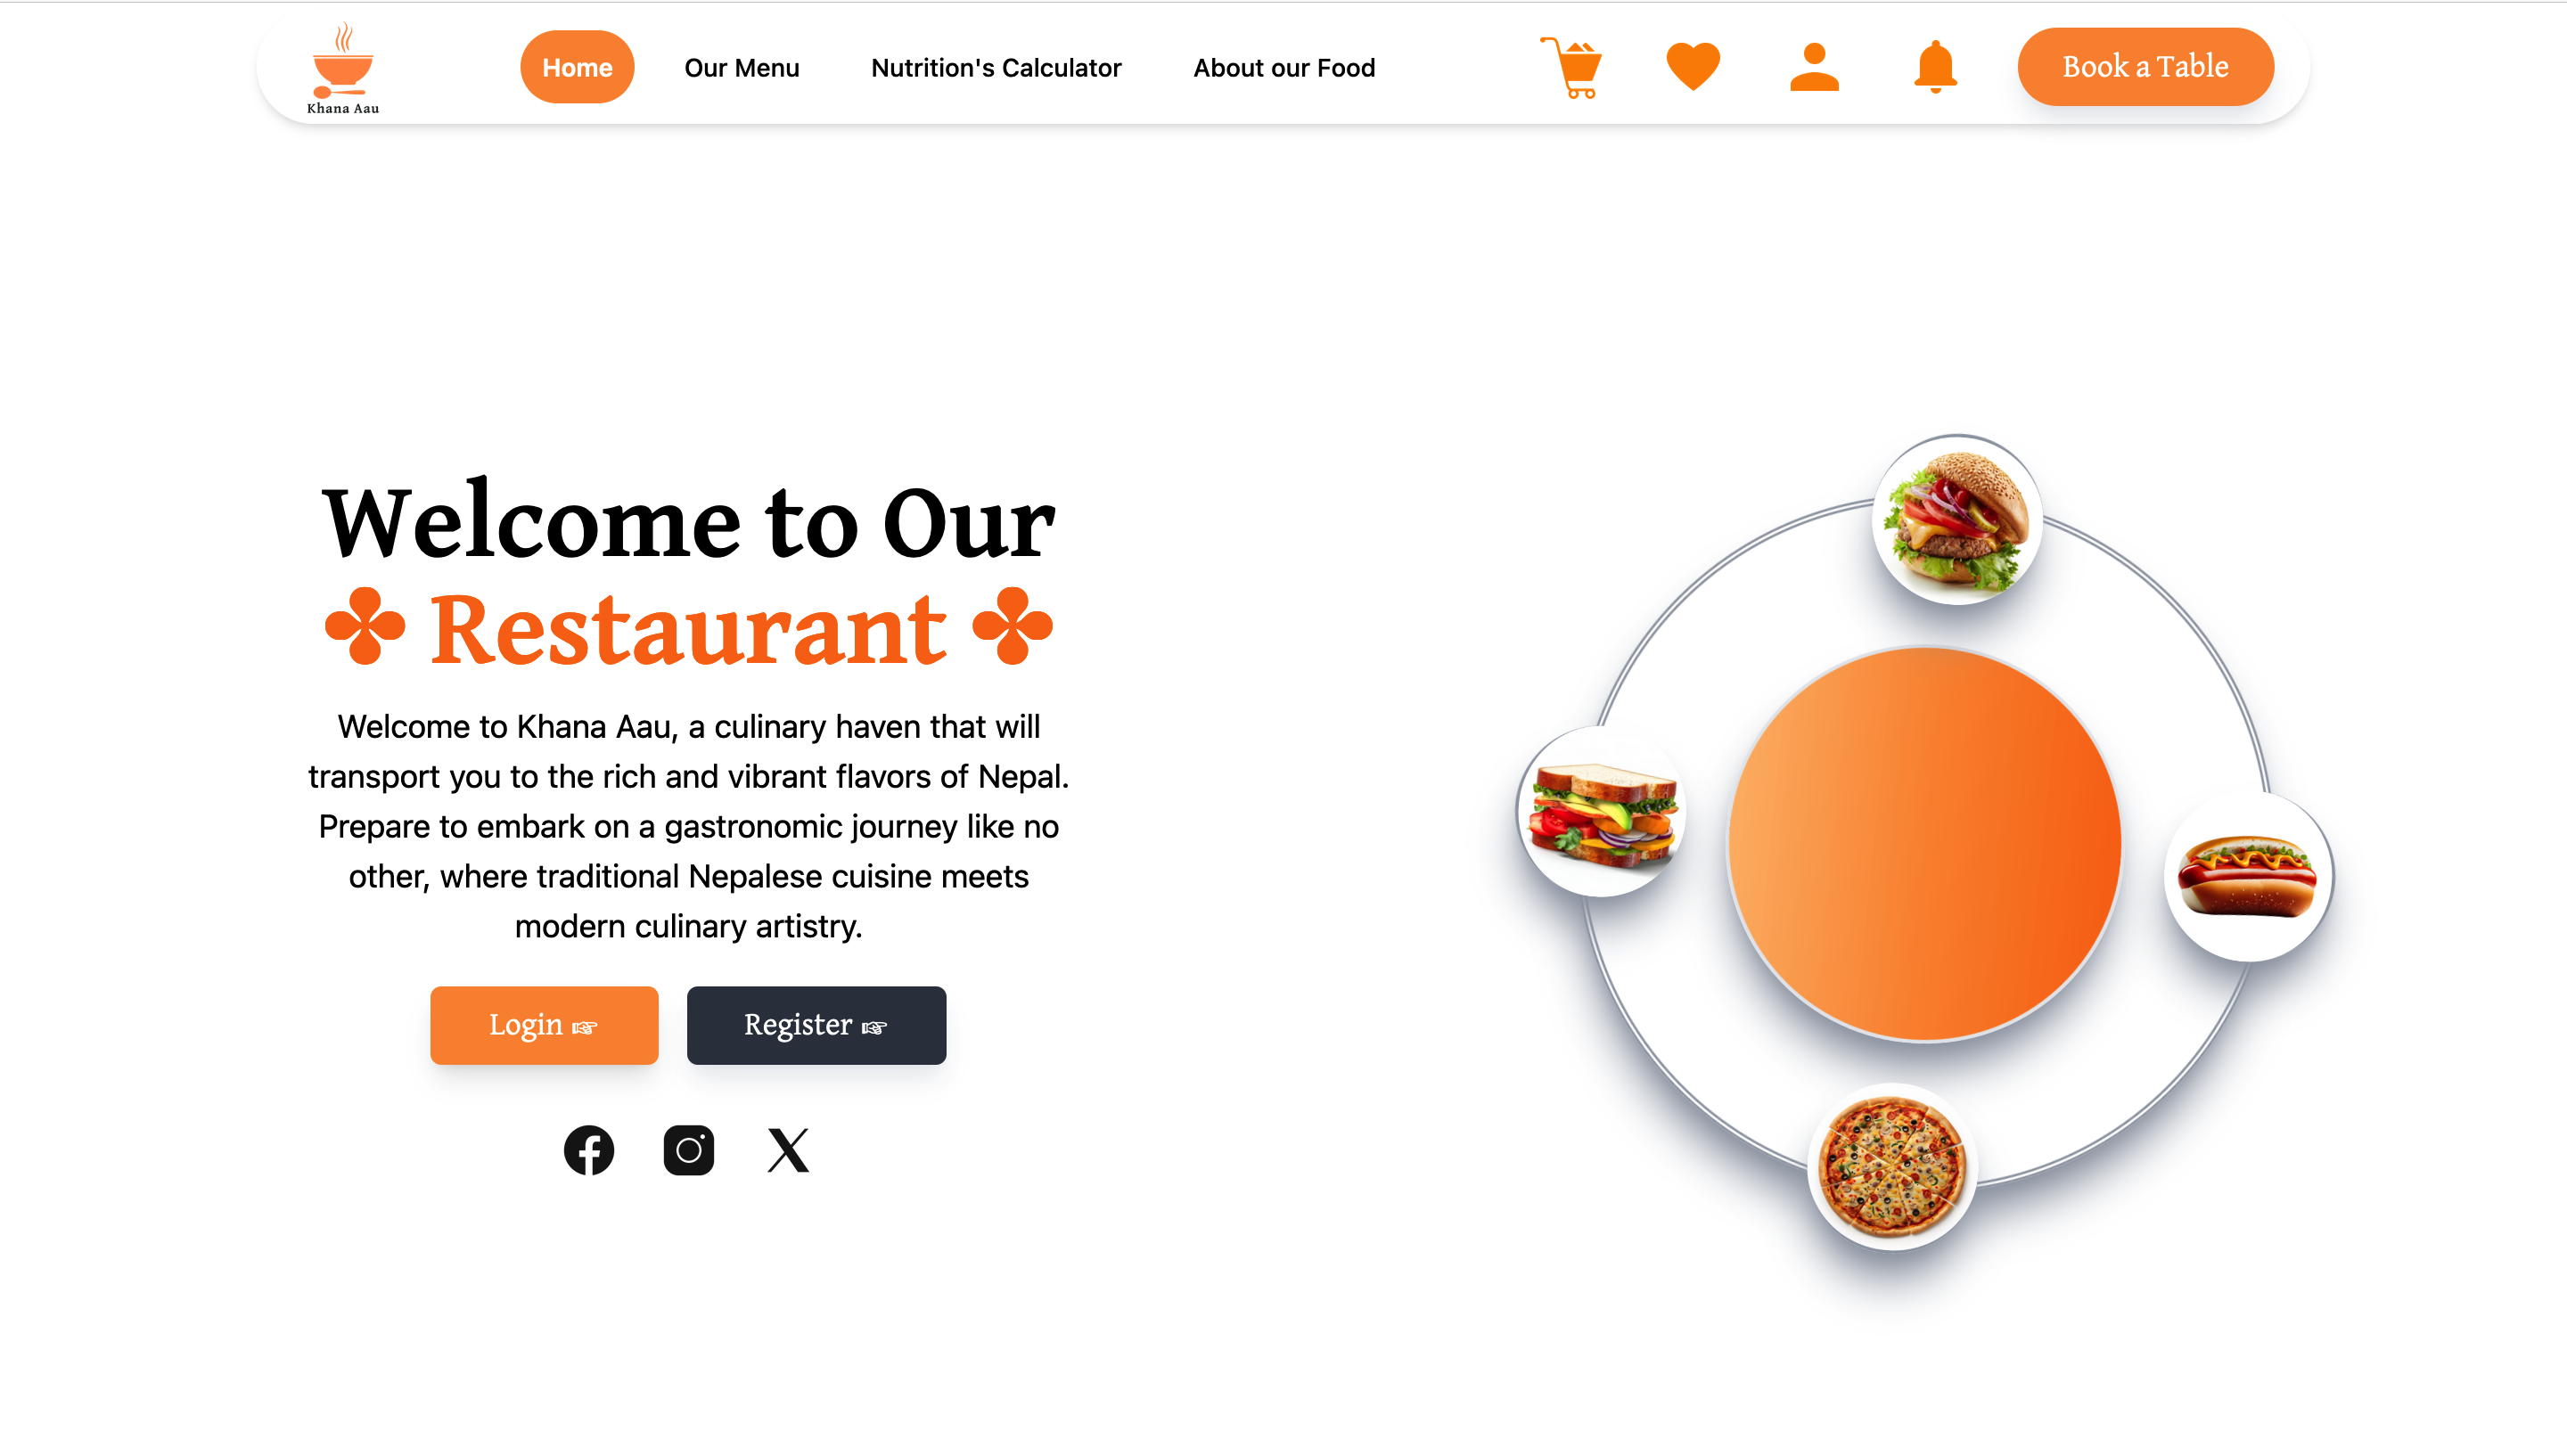 Khana Aau
Home
Our Menu
Nutrition's Calculator
About our Food
Book a Table
Welcome to Our
✤ Restaurant ✤
Welcome to Khana Aau, a culinary haven that will
transport you to the rich and vibrant flavors of Nepal.
Prepare to embark on a gastronomic journey like no
other, where traditional Nepalese cuisine meets
modern culinary artistry.
Login ☞
Register ☞